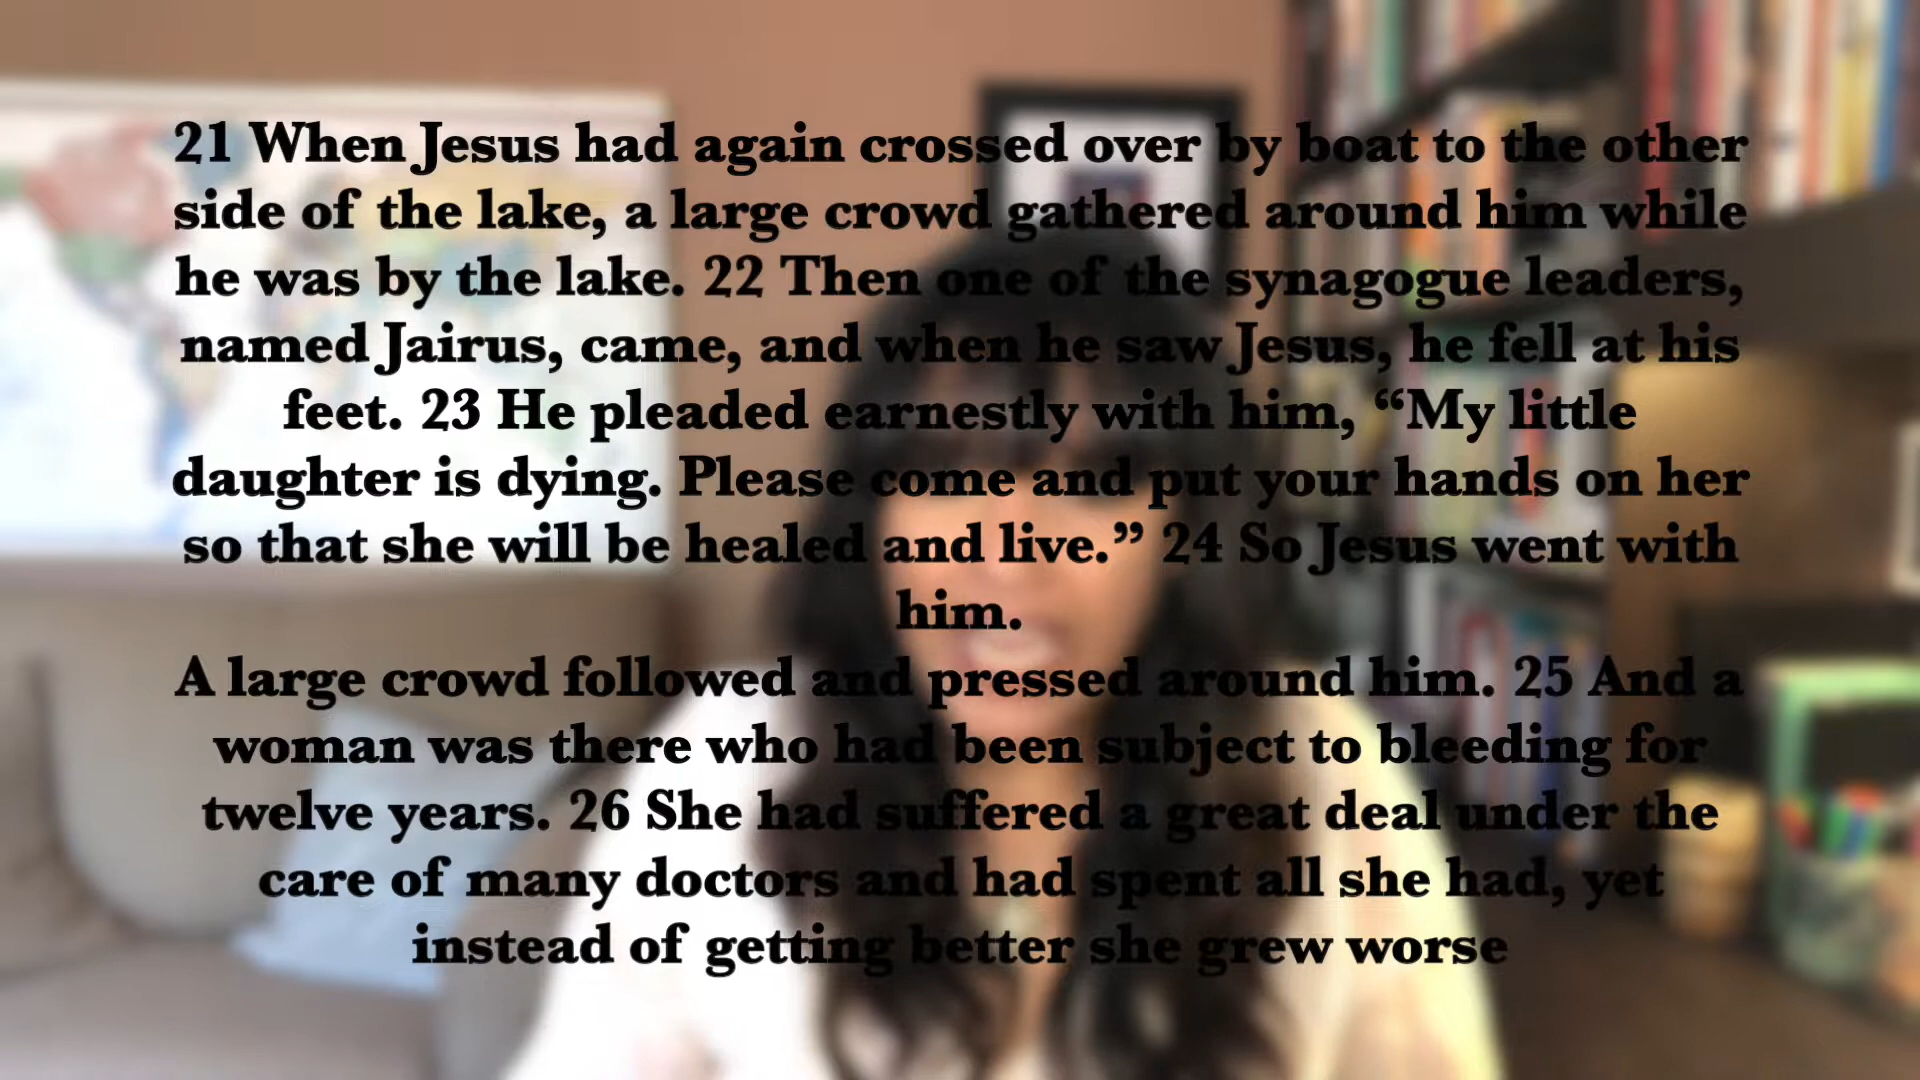 21 When Jesus had again crossed over by boat to the other
side of the lake, a large crowd gathered around him while
he was by the lake. 22 Then one of the synagogue leaders,
named Jairus, came, and when he saw Jesus, he fell at his
feet. 23 He pleaded earnestly with him, “My little
daughter is dying. Please come and put your hands on her
so that she will be healed and live.” 24 So Jesus went with
him.
A large crowd followed and pressed around him. 25 And a
woman was there who had been subject to bleeding for
twelve years. 26 She had suffered a great deal under the
care of many doctors and had spent all she had, yet
instead of getting better she grew worse